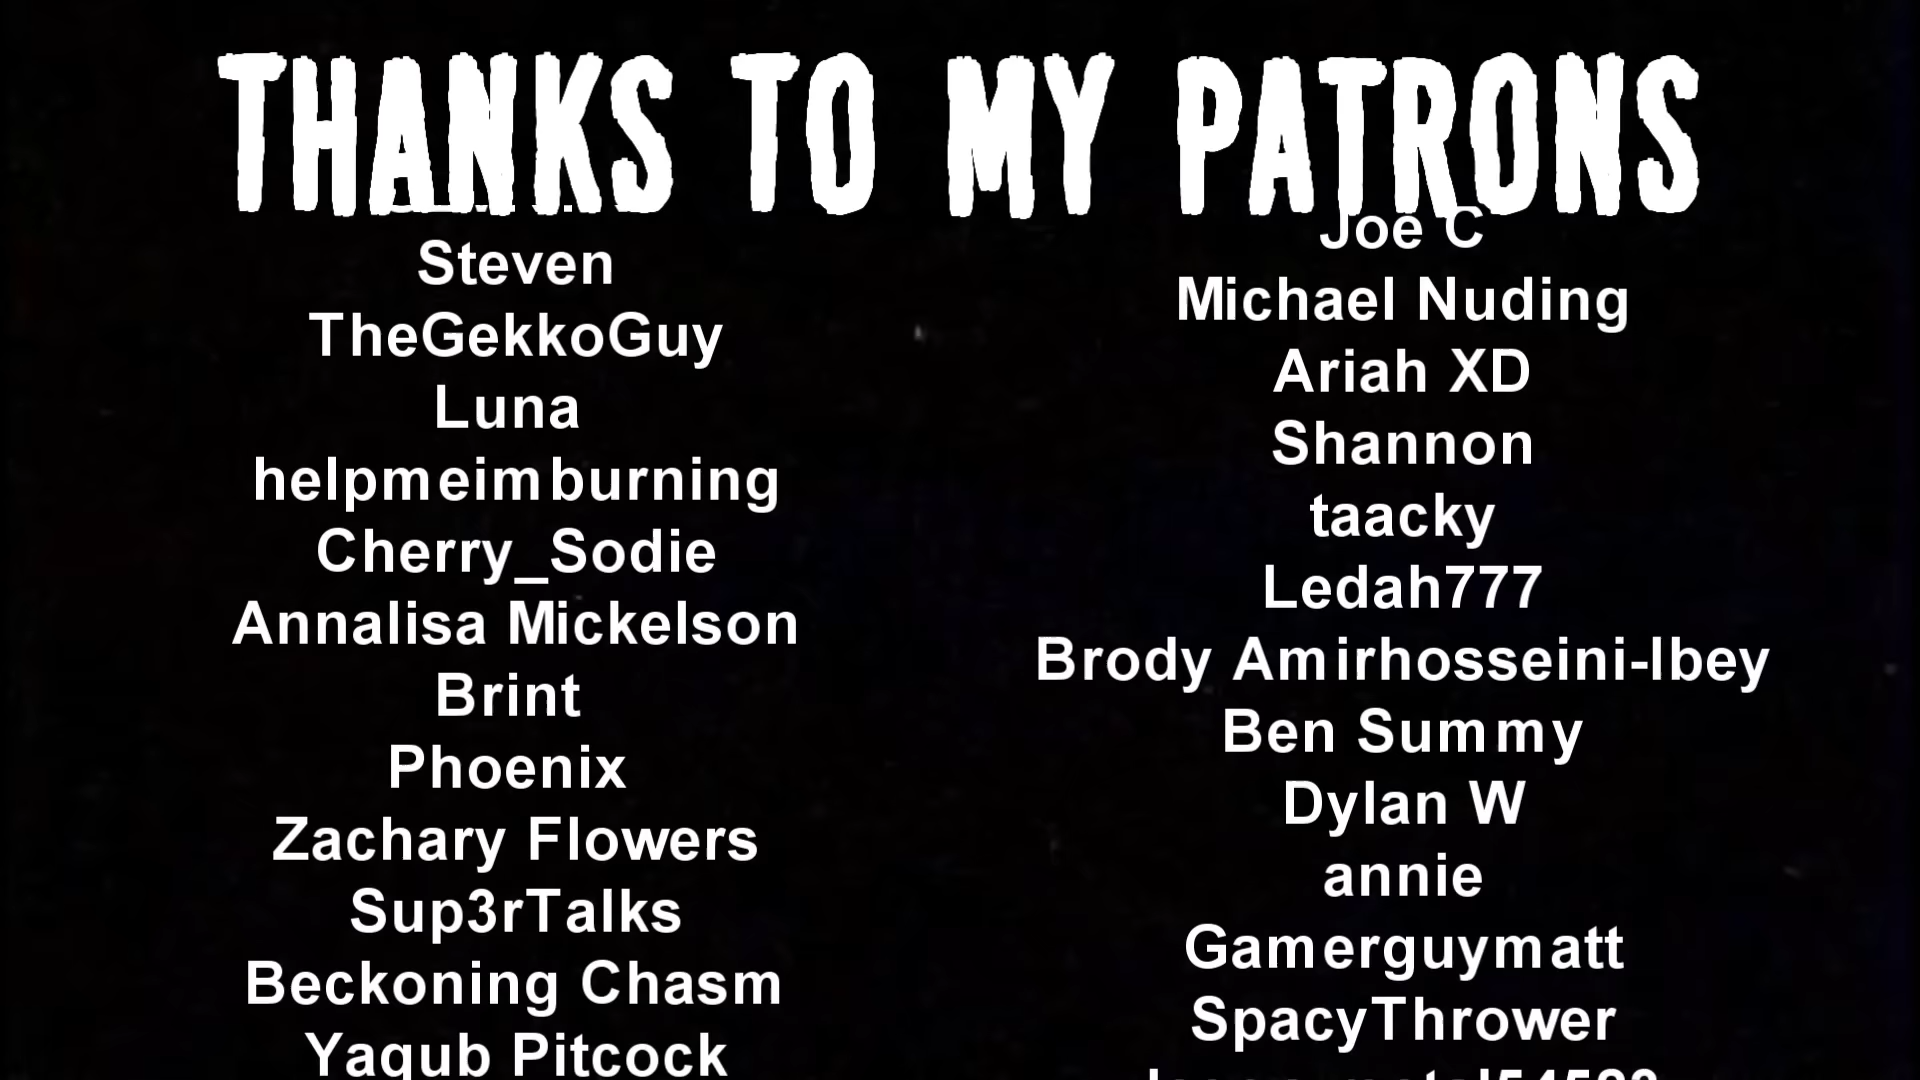 THANKS TO MY PATRONS
Steven
TheGekkoGuy
Luna
helpmeimburning
Cherry_Sodie
Annalisa Mickelson
Brint
Phoenix
Zachary Flowers
Sup3rTalks
Beckoning Chasm
Yaqub Pitcock
Joe C
Michael Nuding
Ariah XD
Shannon
taacky
Ledah777
Brody Amirhosseini-Ibey
Ben Summy
Dylan W
annie
Gamerguymatt
SpacyThrower